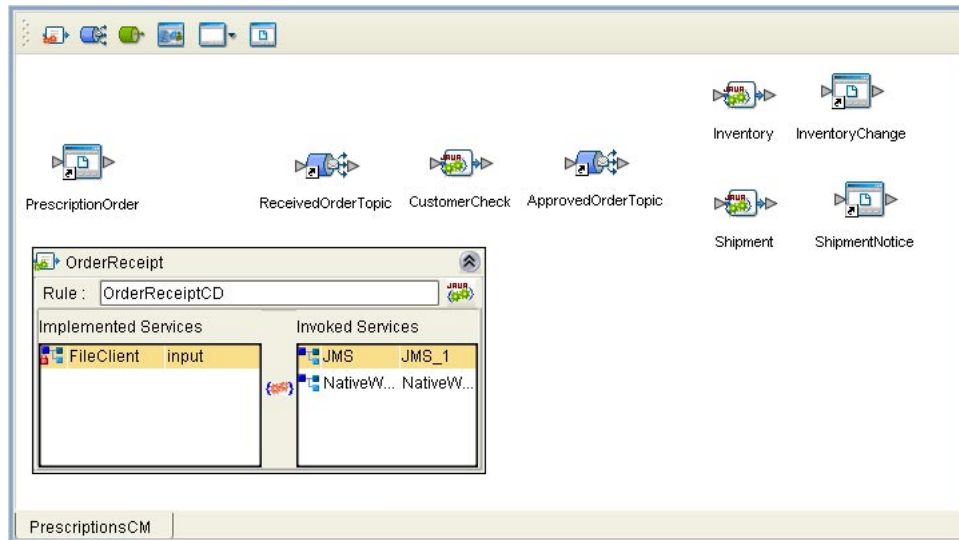 Inventory
InventoryChange
PrescriptionOrder
ReceivedOrderTopic
CustomerCheck
ApprovedOrderTopic
Shipment
ShipmentNotice
OrderReceipt
Rule : OrderReceiptCD
JAVA
Implemented Services
Invoked Services
FileClient input
JMS JMS_1
NativeW... NativeW...
PrescriptionsCM